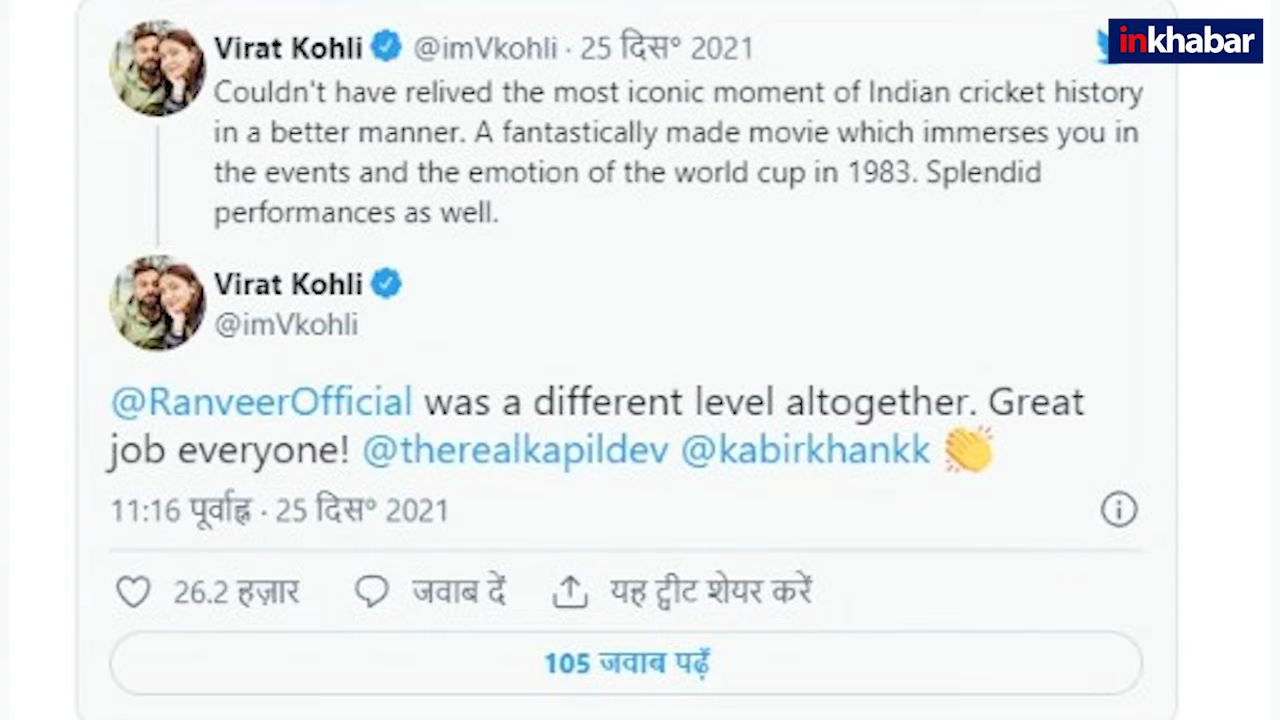 inkhabar
Virat Kohli @imVkohli · 25 दिस॰ 2021
Couldn't have relived the most iconic moment of Indian cricket history
in a better manner. A fantastically made movie which immerses you in
the events and the emotion of the world cup in 1983. Splendid
performances as well.
Virat Kohli
@imVkohli
@RanveerOfficial was a different level altogether. Great
job everyone! @therealkapildev @kabirkhankk 👏
11:16 पूर्वाह्न · 25 दिस॰ 2021
26.2 हज़ार जवाब दें यह ट्वीट शेयर करें
105 जवाब पढ़ें